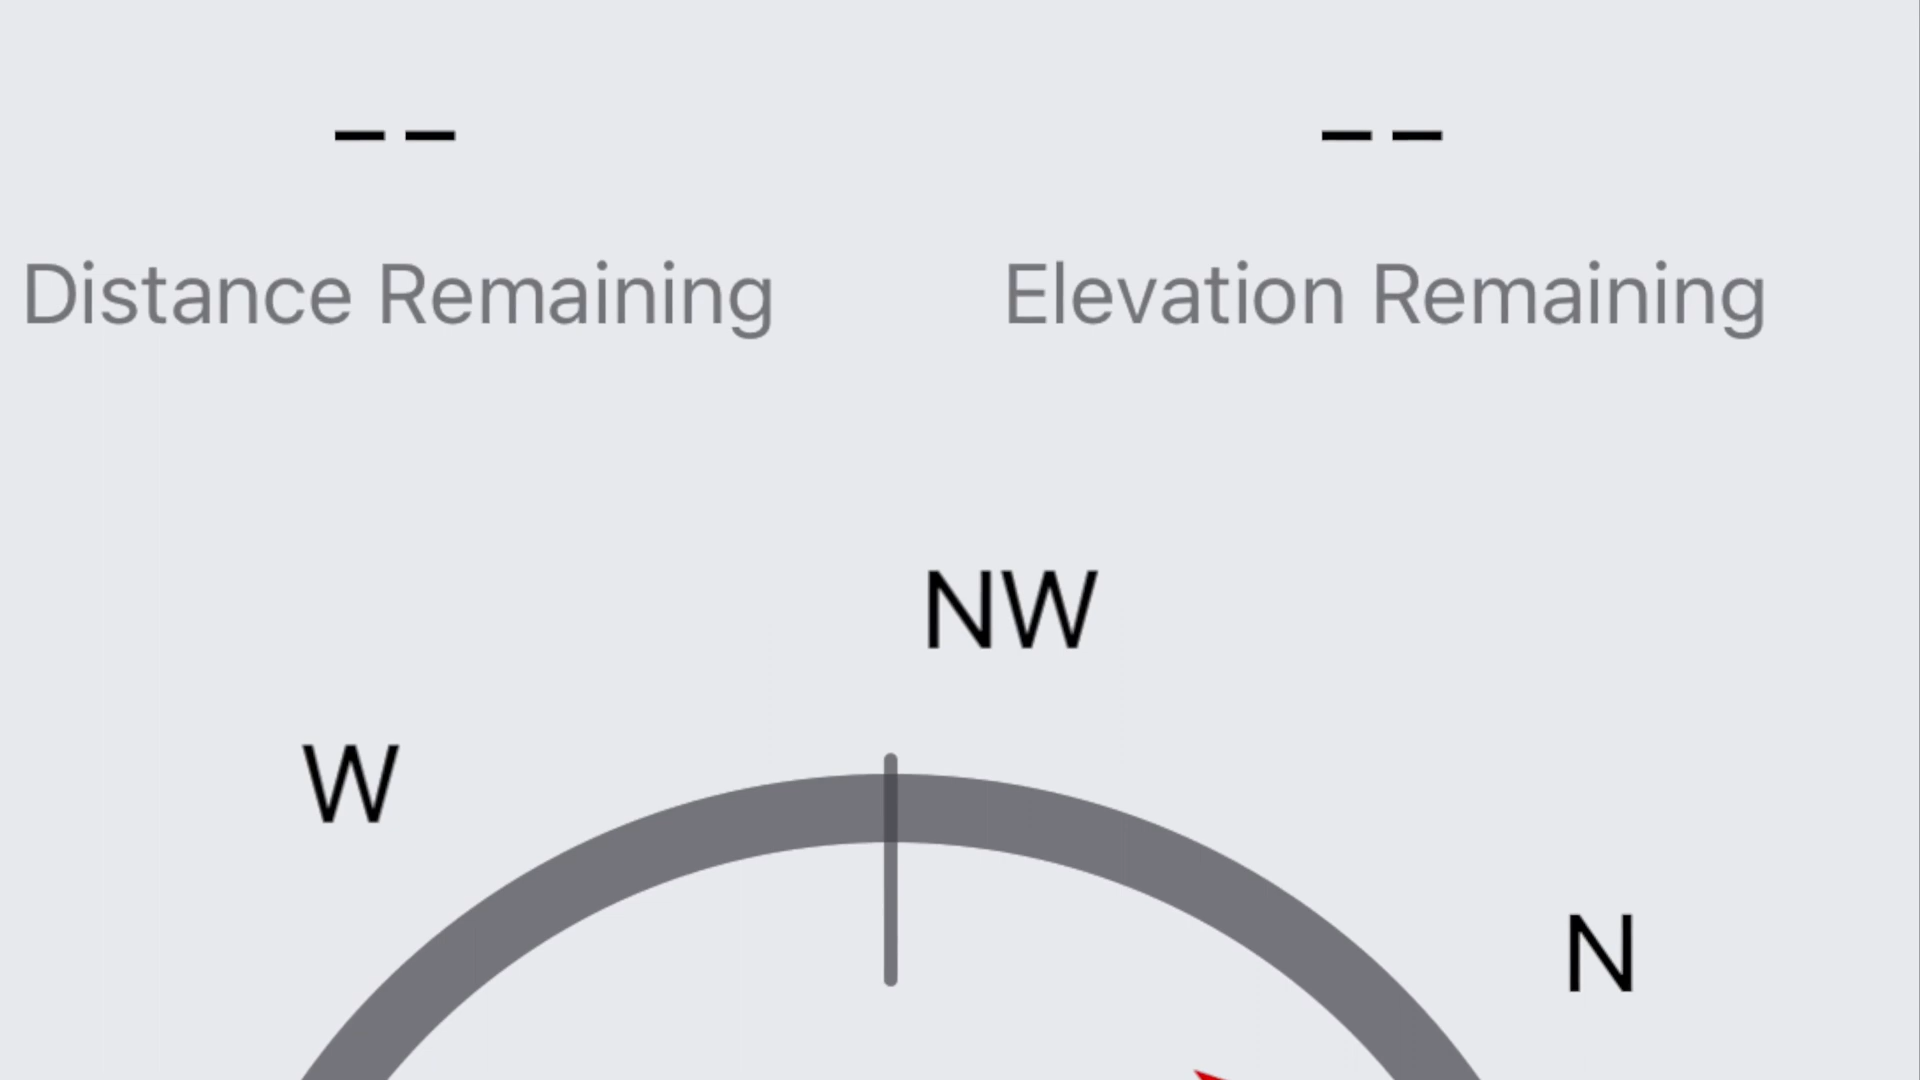 -- --
Distance Remaining Elevation Remaining
NW
W
N